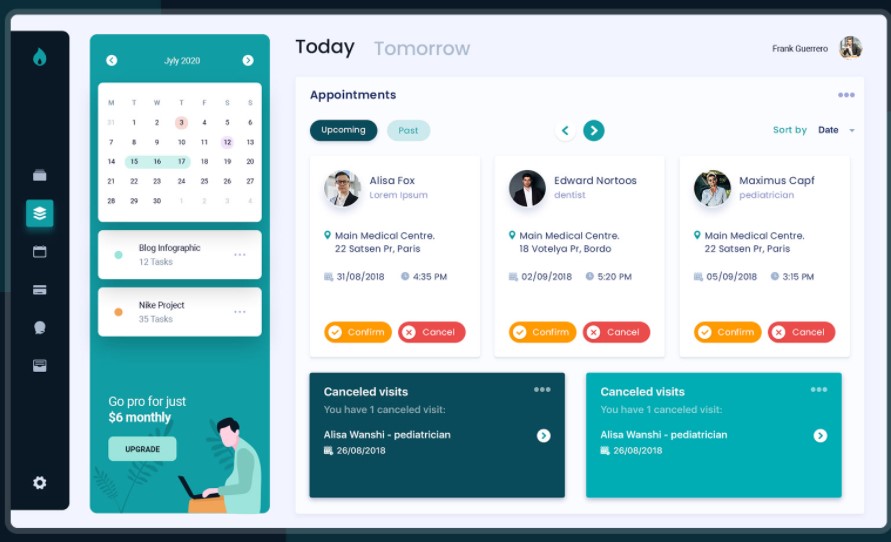 Jyly 2020
M T W T F S S
31 1 2 3 4 5 6
7 8 9 10 11 12 13
14 15 16 17 18 19 20
21 22 23 24 25 26 27
28 29 30 1 2 3 4
Blog Infographic
12 Tasks
Nike Project
35 Tasks
Go pro for just
$6 monthly
UPGRADE
Today Tomorrow
Frank Guerrero
Appointments
Upcoming Past
Sort by Date
Alisa Fox
Lorem Ipsum
Main Medical Centre.
22 Satsen Pr, Paris
31/08/2018 4:35 PM
Confirm Cancel
Edward Nortoos
dentist
Main Medical Centre.
18 Votelya Pr, Bordo
02/09/2018 5:20 PM
Confirm Cancel
Maximus Capf
pediatrician
Main Medical Centre.
22 Satsen Pr, Paris
05/09/2018 3:15 PM
Confirm Cancel
Canceled visits
You have 1 canceled visit:
Alisa Wanshi - pediatrician
26/08/2018
Canceled visits
You have 1 canceled visit:
Alisa Wanshi - pediatrician
26/08/2018